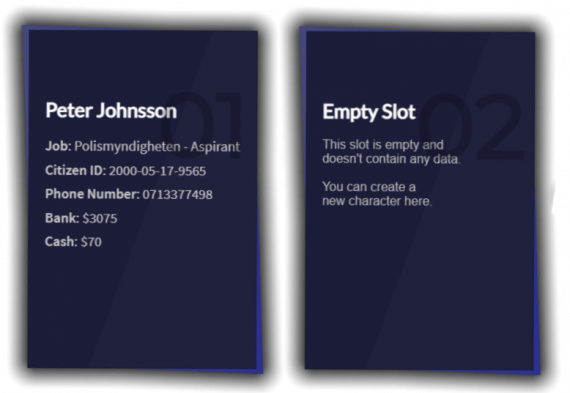 01
Peter Johnsson
Job: Polismyndigheten - Aspirant
Citizen ID: 2000-05-17-9565
Phone Number: 0713377498
Bank: $3075
Cash: $70
02
Empty Slot
This slot is empty and
doesn't contain any data.
You can create a
new character here.